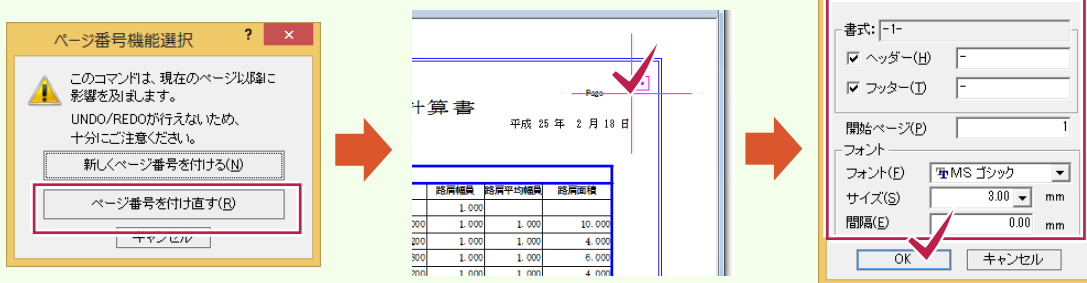 ページ番号機能選択
? ×
このコマンドは、現在のページ以降に
影響を及ぼします。
UNDO/REDOが行えないため、
十分にご注意ください。
新しくページ番号を付ける(N)
ページ番号を付け直す(R)
キャンセル
Page
計算書
平成 25 年 2 月 18 日
路肩幅員 路肩平均幅員 路肩面積
1.000
000 1.000 1.000 10.000
200 1.000 1.000 4.000
300 1.000 1.000 6.000
200 1.000 1.000 4.000
書式: -1-
ヘッダー(H) -
フッター(T) -
開始ページ(P) 1
フォント
フォント(F) MS ゴシック
サイズ(S) 3.00 mm
間隔(E) 0.00 mm
OK キャンセル